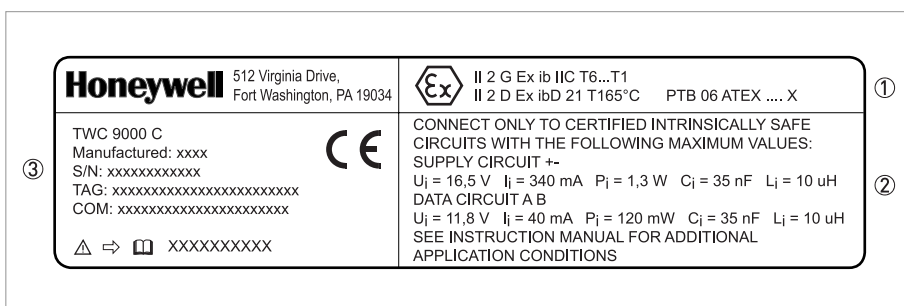 Honeywell 512 Virginia Drive,
Fort Washington, PA 19034
II 2 G Ex ib IIC T6...T1
II 2 D Ex ibD 21 T165°C PTB 06 ATEX .... X
①
TWC 9000 C
Manufactured: xxxx
S/N: xxxxxxxxxxxx
TAG: xxxxxxxxxxxxxxxxxxxxxxxx
COM: xxxxxxxxxxxxxxxxxxxxxx
XXXXXXXXXX
CE
③
CONNECT ONLY TO CERTIFIED INTRINSICALLY SAFE
CIRCUITS WITH THE FOLLOWING MAXIMUM VALUES:
SUPPLY CIRCUIT +-
Ui = 16,5 V Ii = 340 mA Pi = 1,3 W Ci = 35 nF Li = 10 uH
DATA CIRCUIT A B
Ui = 11,8 V Ii = 40 mA Pi = 120 mW Ci = 35 nF Li = 10 uH
SEE INSTRUCTION MANUAL FOR ADDITIONAL
APPLICATION CONDITIONS
②